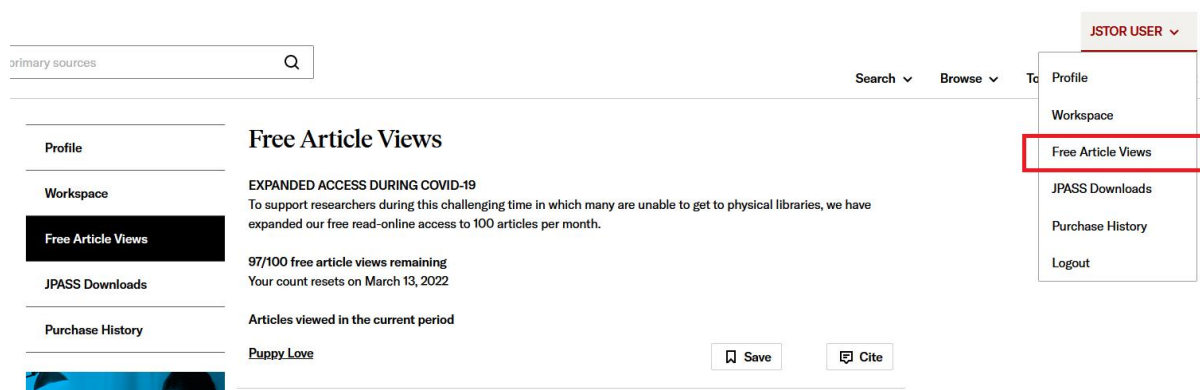 JSTOR USER
primary sources
Search
Browse
To
Profile
Workspace
Free Article Views
JPASS Downloads
Purchase History
Logout
Profile
Workspace
Free Article Views
JPASS Downloads
Purchase History
Free Article Views
EXPANDED ACCESS DURING COVID-19
To support researchers during this challenging time in which many are unable to get to physical libraries, we have
expanded our free read-online access to 100 articles per month.
97/100 free article views remaining
Your count resets on March 13, 2022
Articles viewed in the current period
Puppy Love
Save
Cite